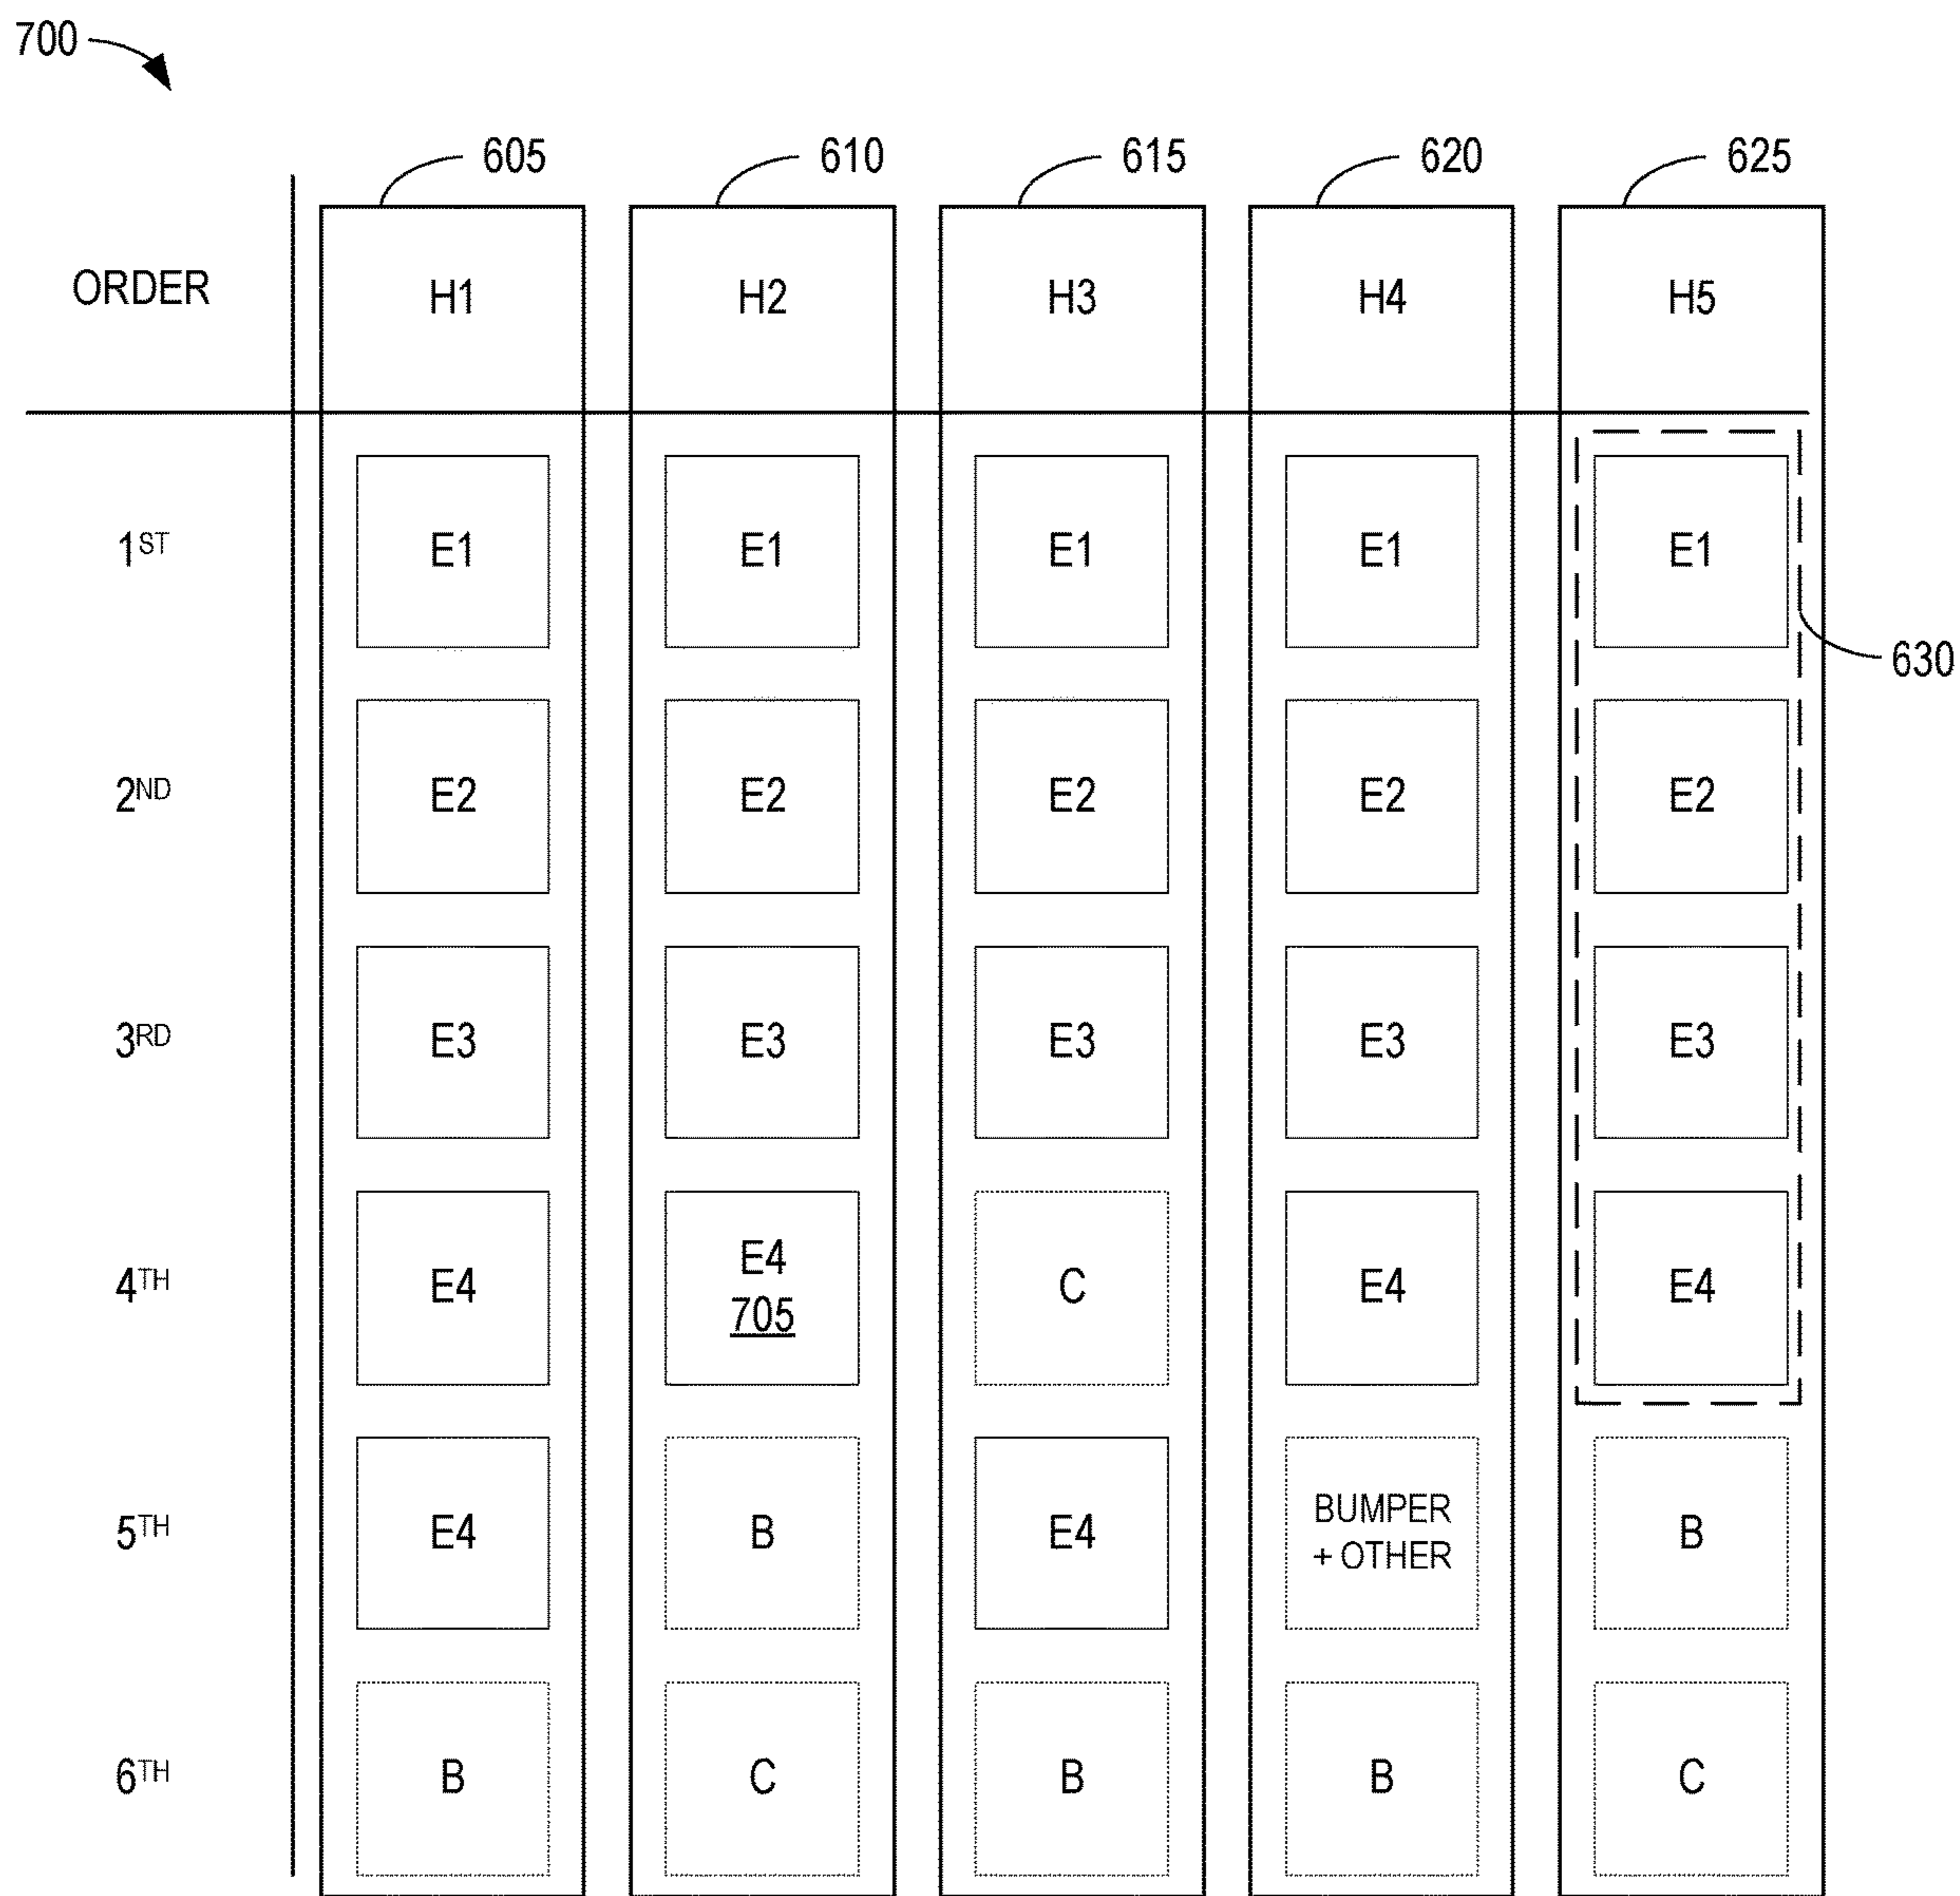 700
605 610 615 620 625
ORDER H1 H2 H3 H4 H5
1ST E1 E1 E1 E1 E1
630
2ND E2 E2 E2 E2 E2
3RD E3 E3 E3 E3 E3
4TH E4 E4 C E4 E4
705
5TH E4 B E4 BUMPER B
+ OTHER
6TH B C B B C